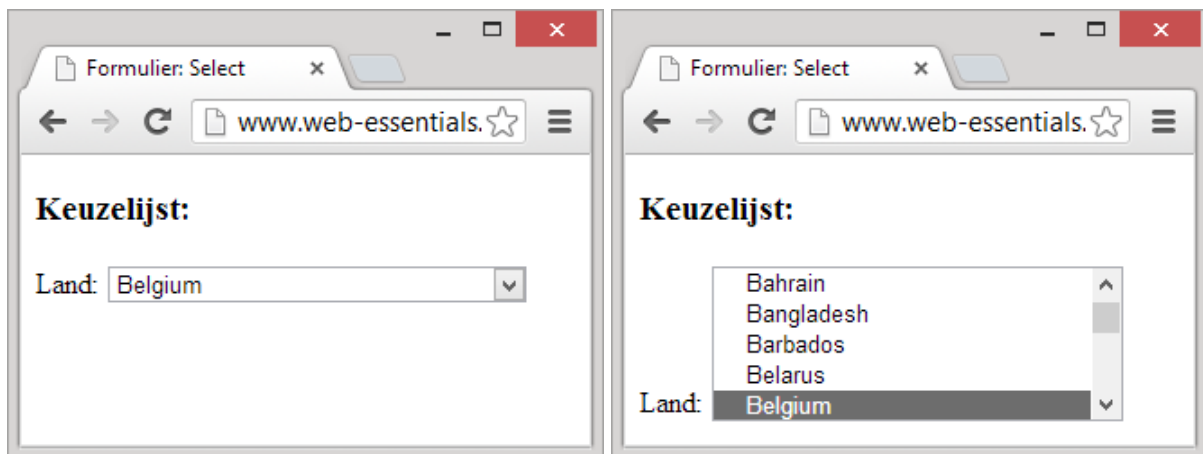 Formulier: Select
www.web-essentials.
Keuzelijst:
Land: Belgium
Formulier: Select
www.web-essentials.
Keuzelijst:
Bahrain
Bangladesh
Barbados
Belarus
Land: Belgium